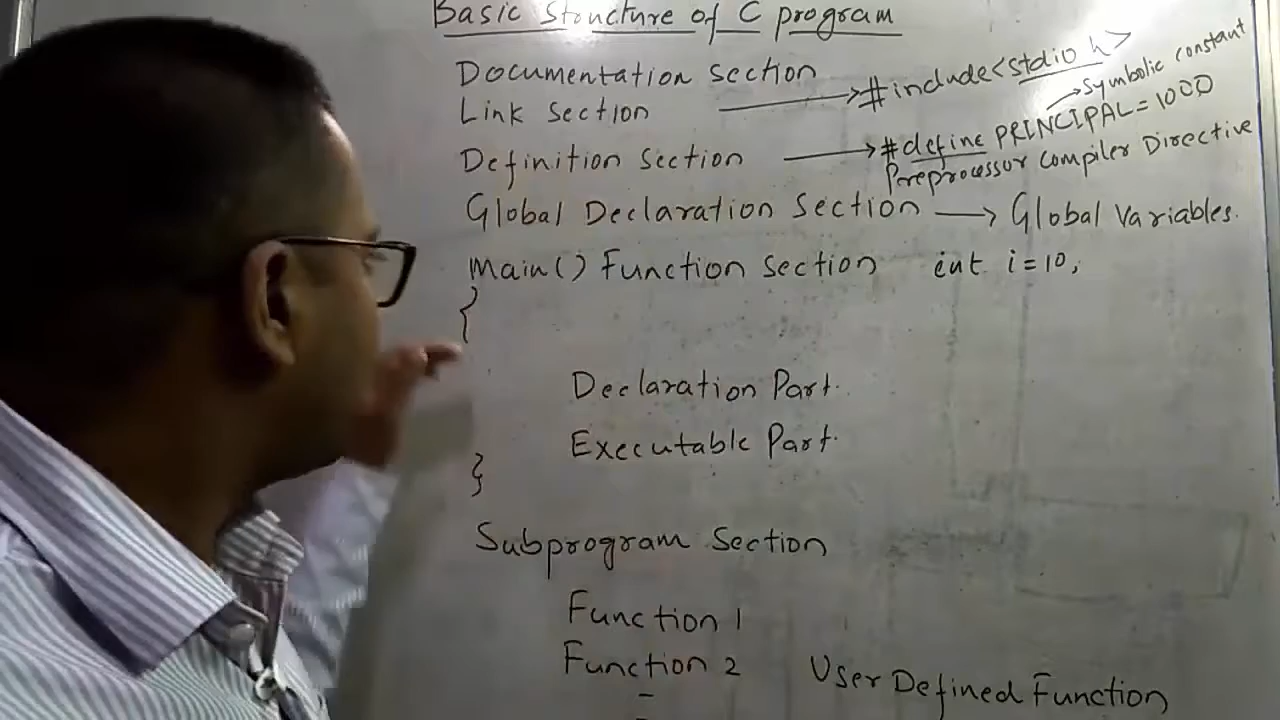 Basic Structure of C program
Documentation Section
Link Section → #include<stdio h>
Symbolic constant
Definition Section → #define PRINCIPAL = 1000
Preprocessor Compiler Directive
Global Declaration Section → Global Variables.
Main() Function Section int i=10;
{
Declaration Part.
Executable Part.
}
Subprogram Section
Function 1
Function 2 User Defined Function